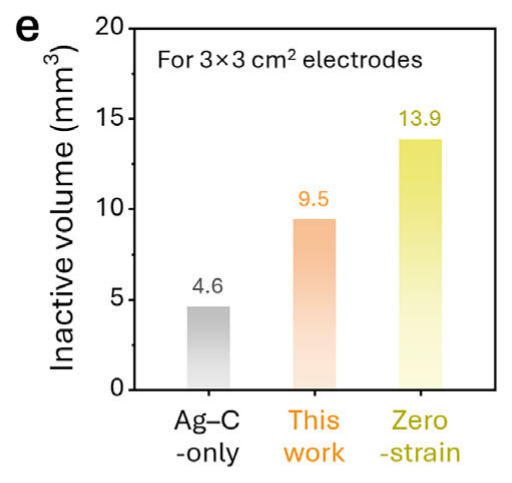 e
Inactive volume (mm³)
20
15
10
5
0
For 3×3 cm² electrodes
4.6
9.5
13.9
Ag–C
-only
This
work
Zero
-strain